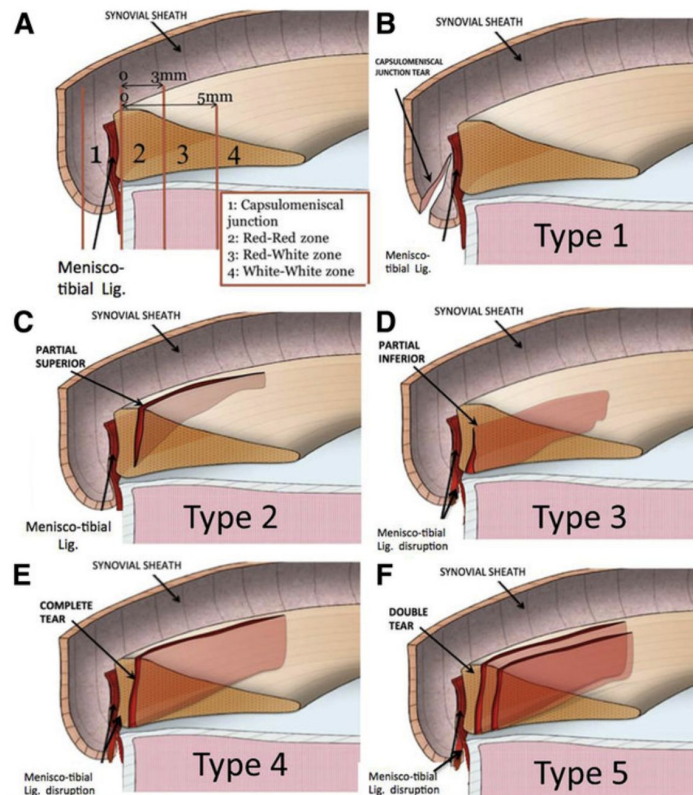 A
SYNOVIAL SHEATH
0
3mm
0
5mm
1
2
3
4
1: Capsulomeniscal
junction
2: Red-Red zone
3: Red-White zone
4: White-White zone
Menisco-
tibial Lig.
B
SYNOVIAL SHEATH
CAPSULOMENISCAL
JUNCTION TEAR
Menisco-
tibial Lig.
Type 1
C
SYNOVIAL SHEATH
PARTIAL
SUPERIOR
Menisco-tibial
Lig.
Type 2
D
SYNOVIAL SHEATH
PARTIAL
INFERIOR
Menisco-tibial
Lig. disruption
Type 3
E
SYNOVIAL SHEATH
COMPLETE
TEAR
Menisco-tibial
Lig. disruption
Type 4
F
SYNOVIAL SHEATH
DOUBLE
TEAR
Menisco-tibial
Lig. disruption
Type 5